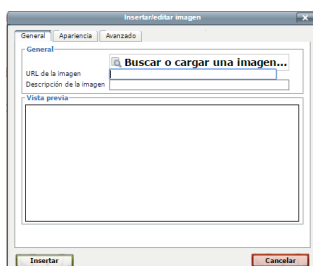 Insertar/editar imagen
General Apariencia Avanzado
General
Buscar o cargar una imagen...
URL de la imagen
Descripción de la imagen
Vista previa
Insertar Cancelar